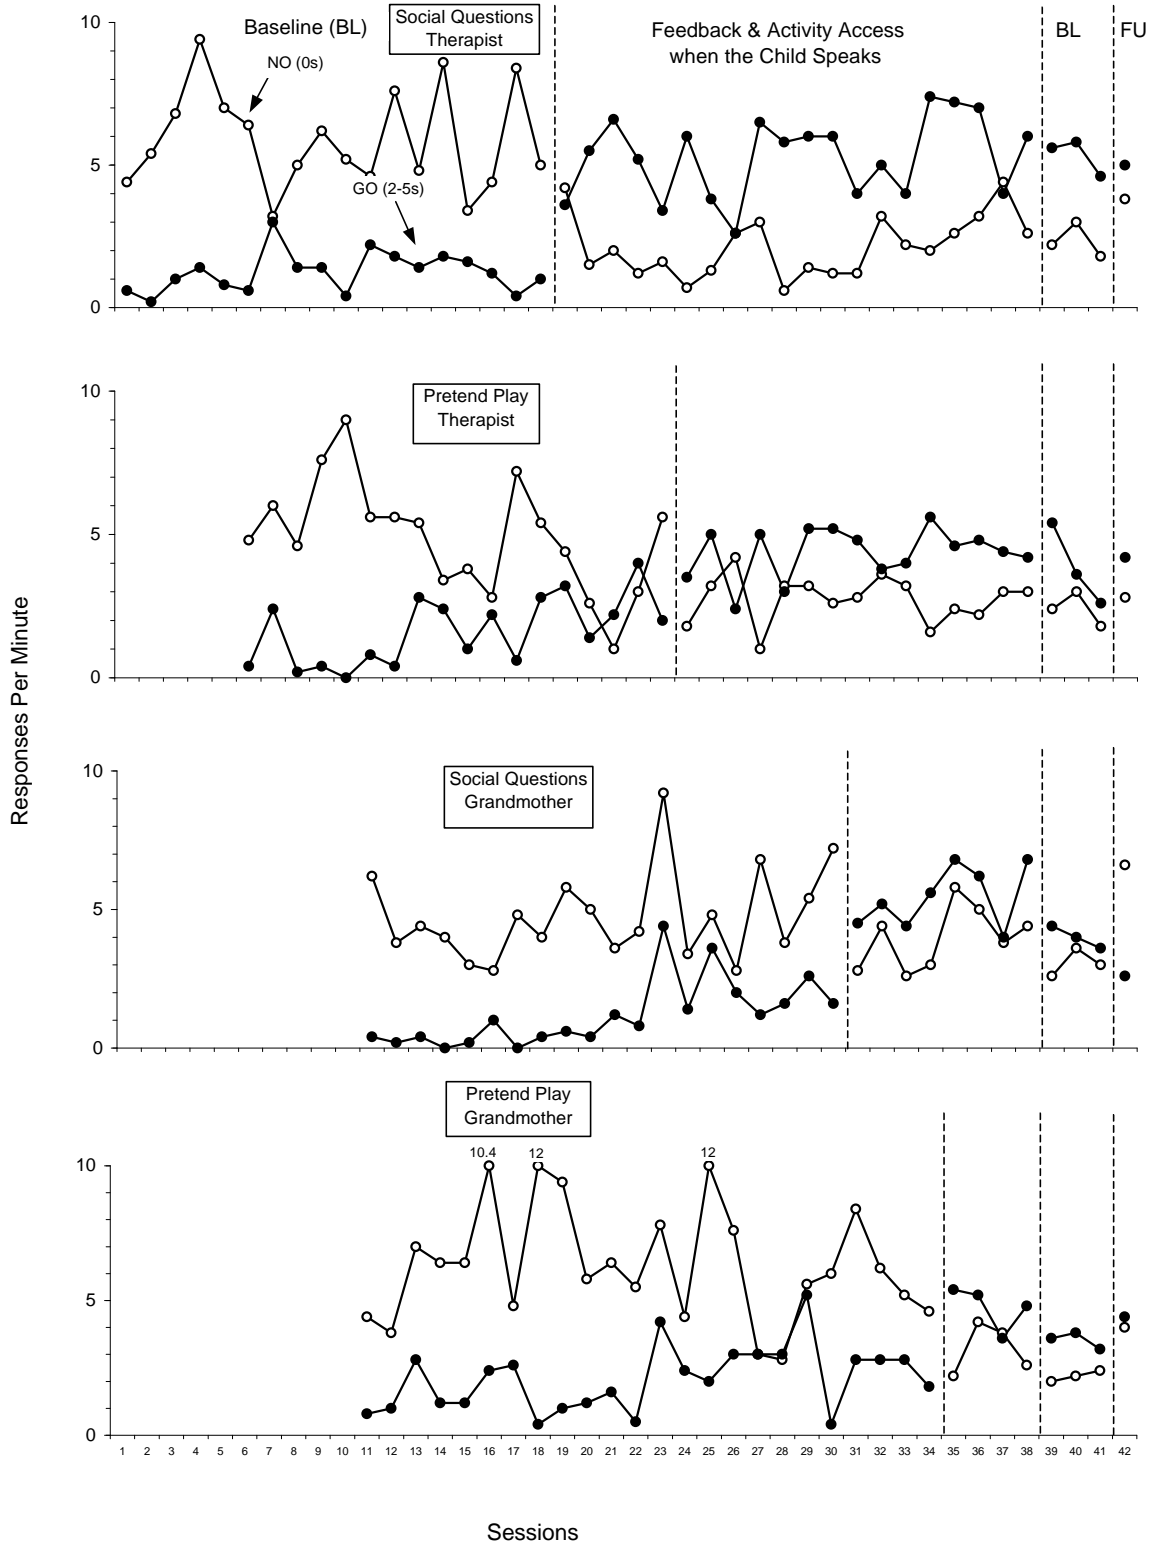 10
Baseline (BL)
Social Questions
Therapist
Feedback & Activity Access
when the Child Speaks
BL
FU
NO (0s)
5
GO (2-5s)
0
10
Pretend Play
Therapist
5
0
Responses Per Minute
10
Social Questions
Grandmother
5
0
Pretend Play
Grandmother
10
10.4
12
12
5
0
1 2 3 4 5 6 7 8 9 10 11 12 13 14 15 16 17 18 19 20 21 22 23 24 25 26 27 28 29 30 31 32 33 34 35 36 37 38 39 40 41 42
Sessions